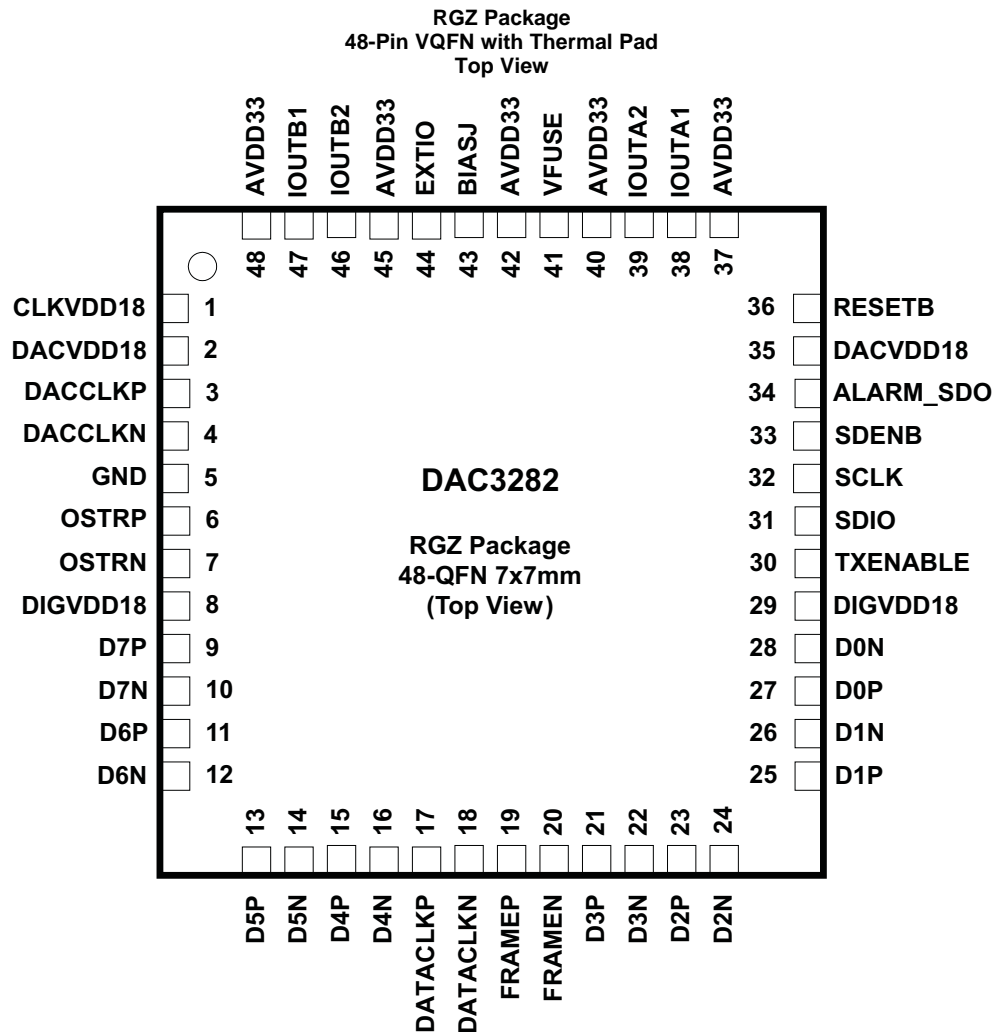 RGZ Package
48-Pin VQFN with Thermal Pad
Top View
AVDD33
IOUTB1
IOUTB2
AVDD33
EXTIO
BIASJ
AVDD33
VFUSE
AVDD33
IOUTA2
IOUTA1
AVDD33
48
47
46
45
44
43
42
41
40
39
38
37
CLKVDD18 1
DACVDD18 2
DACCLKP 3
DACCLKN 4
GND 5
OSTRP 6
OSTRN 7
DIGVDD18 8
D7P 9
D7N 10
D6P 11
D6N 12
DAC3282
RGZ Package
48-QFN 7x7mm
(Top View)
36 RESETB
35 DACVDD18
34 ALARM_SDO
33 SDENB
32 SCLK
31 SDIO
30 TXENABLE
29 DIGVDD18
28 D0N
27 D0P
26 D1N
25 D1P
13
14
15
16
17
18
19
20
21
22
23
24
D5P
D5N
D4P
D4N
DATACLKP
DATACLKN
FRAMEP
FRAMEN
D3P
D3N
D2P
D2N